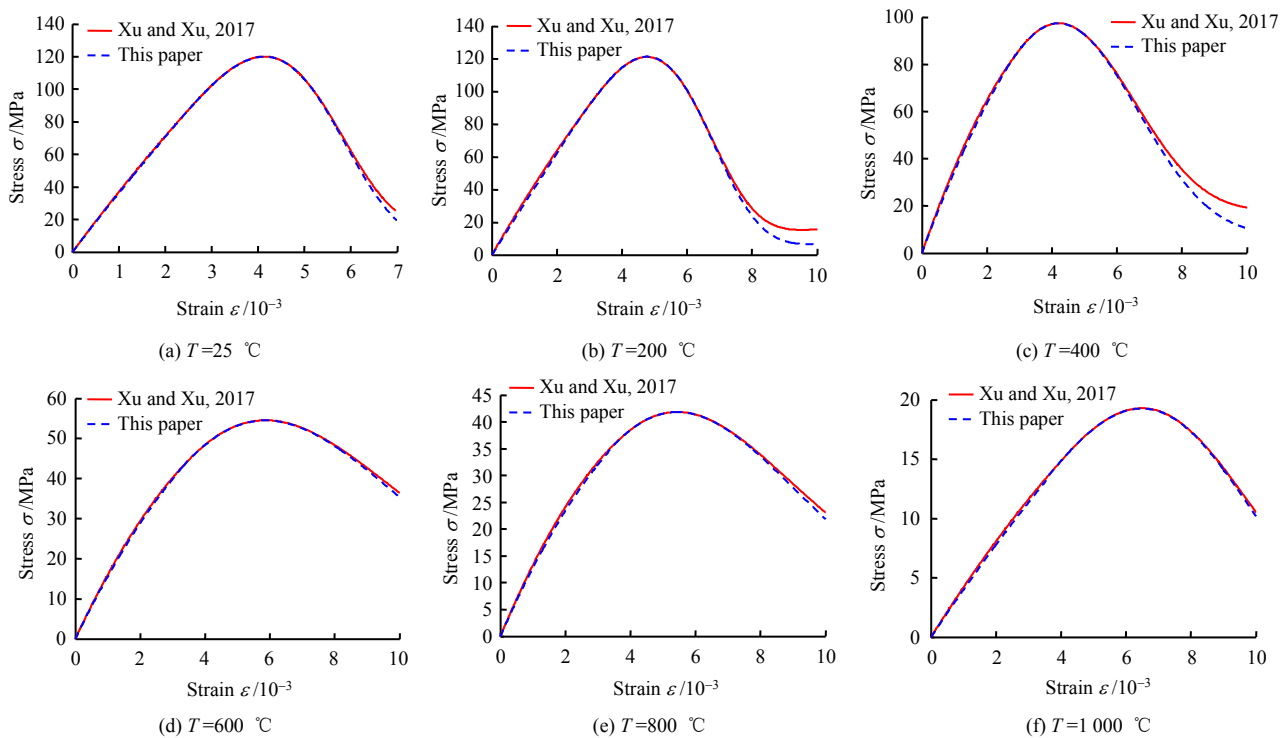 140
120
100
80
60
40
20
0
Stress σ /MPa
Xu and Xu, 2017
This paper
0 1 2 3 4 5 6 7
Strain ε /10⁻³
(a) T =25 ℃
140
120
100
80
60
40
20
0
Stress σ /MPa
Xu and Xu, 2017
This paper
0 2 4 6 8 10
Strain ε /10⁻³
(b) T =200 ℃
100
80
60
40
20
0
Stress σ /MPa
Xu and Xu, 2017
This paper
0 2 4 6 8 10
Strain ε /10⁻³
(c) T =400 ℃
60
50
40
30
20
10
0
Stress σ /MPa
Xu and Xu, 2017
This paper
0 2 4 6 8 10
Strain ε /10⁻³
(d) T =600 ℃
45
40
35
30
25
20
15
10
5
0
Stress σ /MPa
Xu and Xu, 2017
This paper
0 2 4 6 8 10
Strain ε /10⁻³
(e) T =800 ℃
20
15
10
5
0
Stress σ /MPa
Xu and Xu, 2017
This paper
0 2 4 6 8 10
Strain ε /10⁻³
(f) T =1 000 ℃